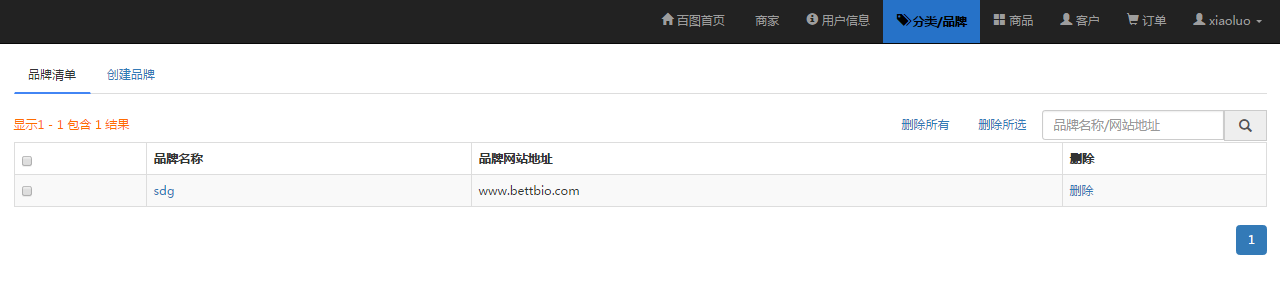 百图首页 商家 用户信息 分类/品牌 商品 客户 订单 xiaoluo
品牌清单 创建品牌
显示1 - 1 包含 1 结果 删除所有 删除所选 品牌名称/网站地址
品牌名称 品牌网站地址 删除
sdg www.bettbio.com 删除
1